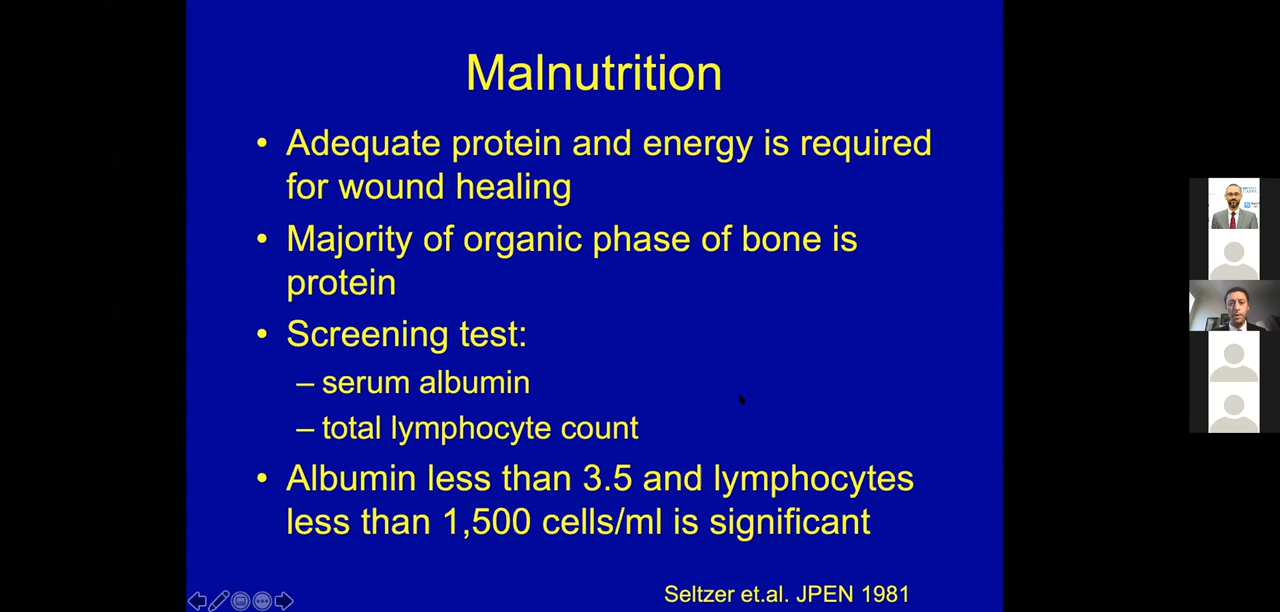 Malnutrition
• Adequate protein and energy is required
for wound healing
• Majority of organic phase of bone is
protein
• Screening test:
– serum albumin
– total lymphocyte count
• Albumin less than 3.5 and lymphocytes
less than 1,500 cells/ml is significant
Seltzer et.al. JPEN 1981